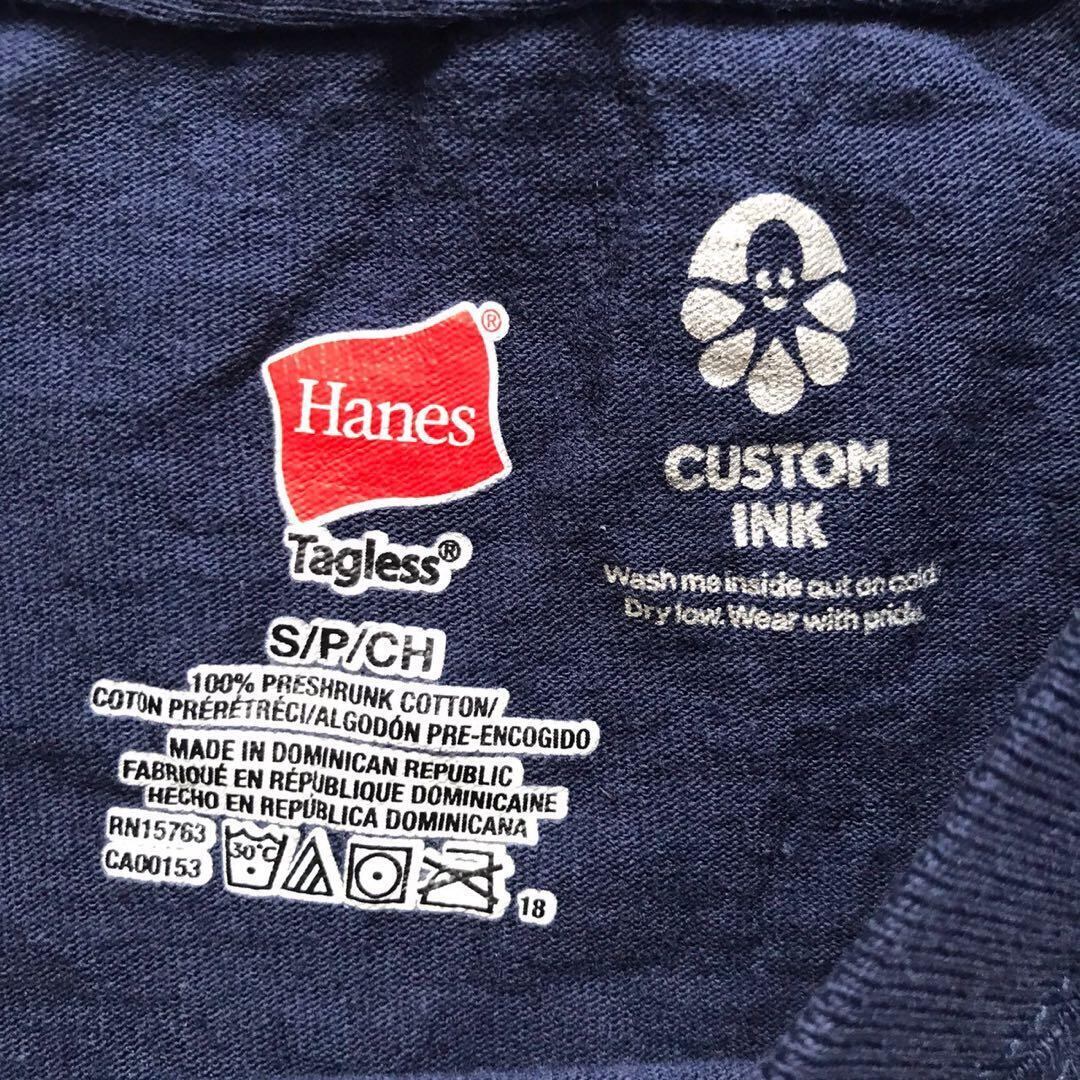 Hanes®
Tagless®
S/P/CH
100% PRESHRUNK COTTON/
COTON PRÉRÉTRÉCI/ALGODÓN PRE-ENCOGIDO
MADE IN DOMINICAN REPUBLIC
FABRIQUÉ EN RÉPUBLIQUE DOMINICAINE
HECHO EN REPÚBLICA DOMINICANA
RN15763
CA00153
30°C
18
CUSTOM
INK
Wash me inside out on cold.
Dry low. Wear with pride.